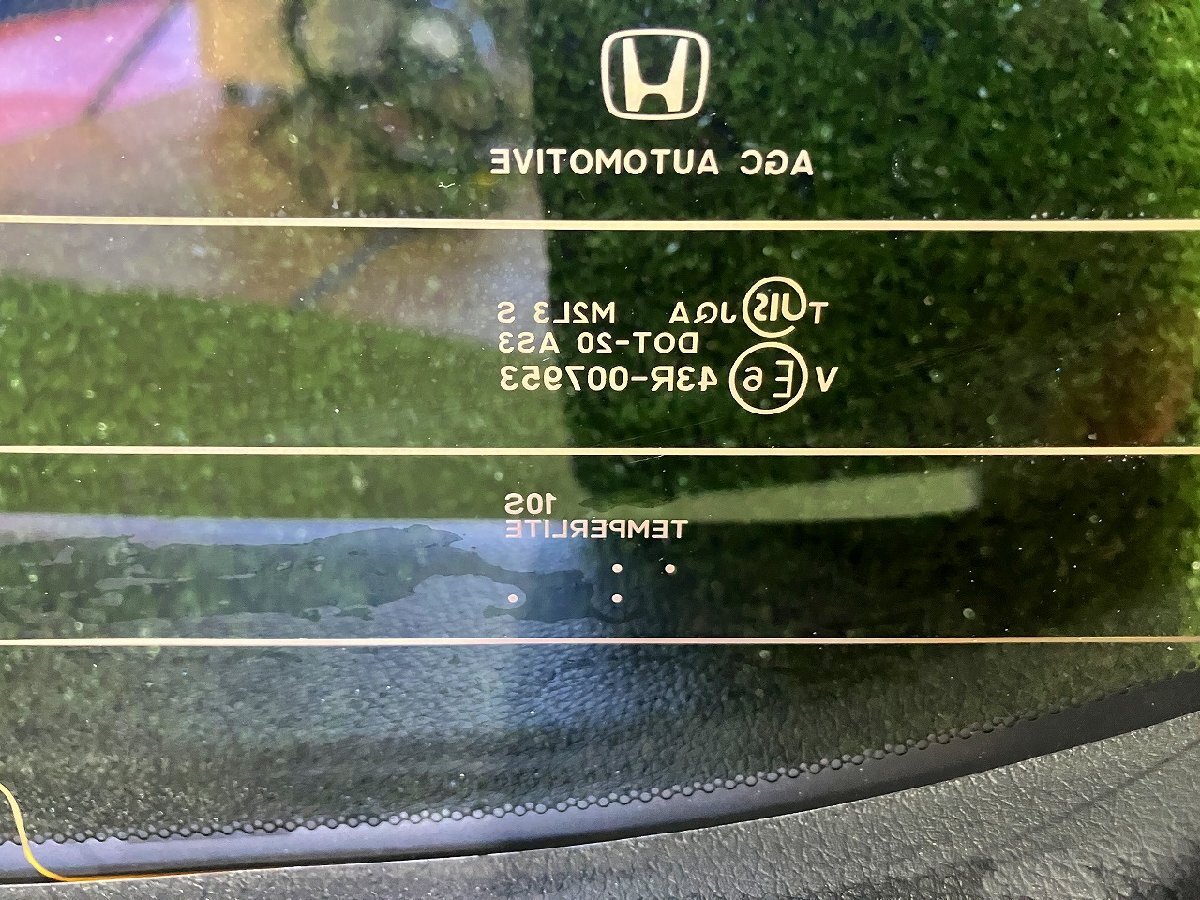 AGC AUTOMOTIVE
T JIS JQA M2L3 S
DOT-20 AS3
V E6 43R-007953
10S
TEMPERLITE